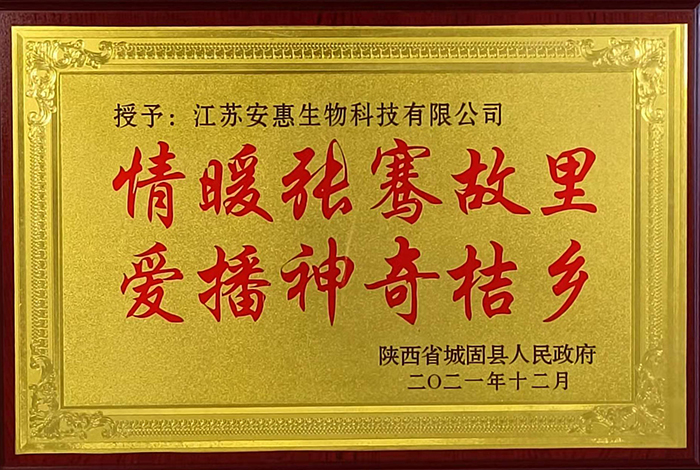 授予：江苏安惠生物科技有限公司
情暖张骞故里
爱播神奇桔乡
陕西省城固县人民政府
二〇二一年十二月